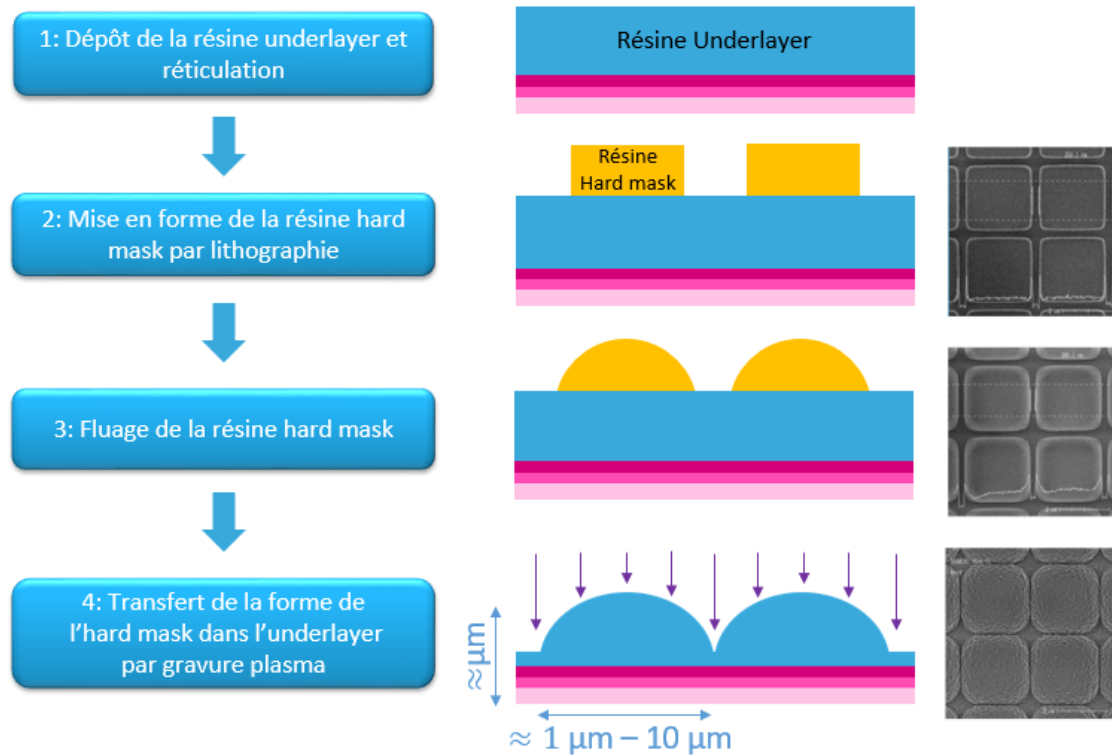 1: Dépôt de la résine underlayer et
réticulation
Résine Underlayer
2: Mise en forme de la résine hard
mask par lithographie
Résine
Hard mask
3: Fluage de la résine hard mask
4: Transfert de la forme de
l’hard mask dans l’underlayer
par gravure plasma
≈μm
≈ 1 μm – 10 μm